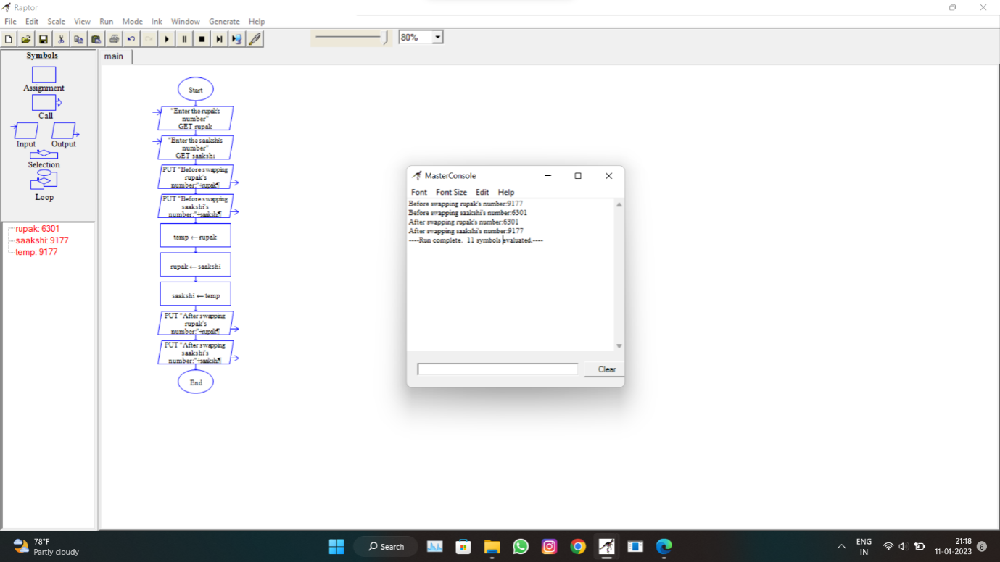 Raptor
File Edit Scale View Run Mode Ink Window Generate Help
80%
Symbols
Assignment
Call
Input Output
Selection
Loop
rupak: 6301
saakshi: 9177
temp: 9177
main
Start
"Enter the rupak's
number"
GET rupak
"Enter the saakshi's
number"
GET saakshi
PUT "Before swapping
rupak's
number:"+rupak¶
PUT "Before swapping
saakshi's
number:"+saakshi¶
temp ← rupak
rupak ← saakshi
saakshi ← temp
PUT "After swapping
rupak's
number:"+rupak¶
PUT "After swapping
saakshi's
number:"+saakshi¶
End
MasterConsole
Font Font Size Edit Help
Before swapping rupak's number:9177
Before swapping saakshi's number:6301
After swapping rupak's number:6301
After swapping saakshi's number:9177
----Run complete. 11 symbols evaluated.----
Clear
78°F
Partly cloudy
Search
ENG
IN
21:18
11-01-2023
6